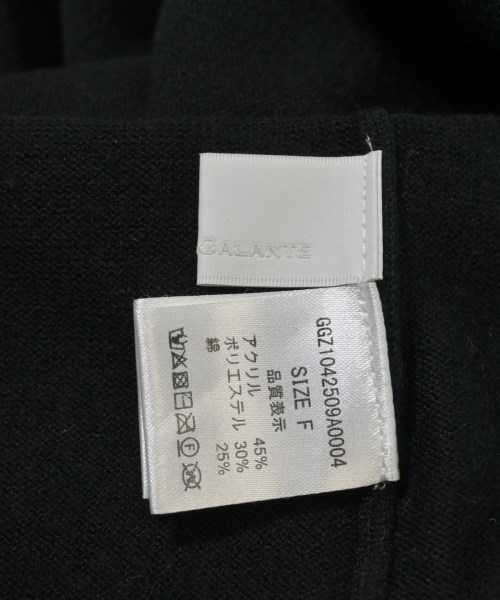 GALANTE
GGZ1042509A0004
SIZE F
品質表示
アクリル 45%
ポリエステル 30%
綿 25%